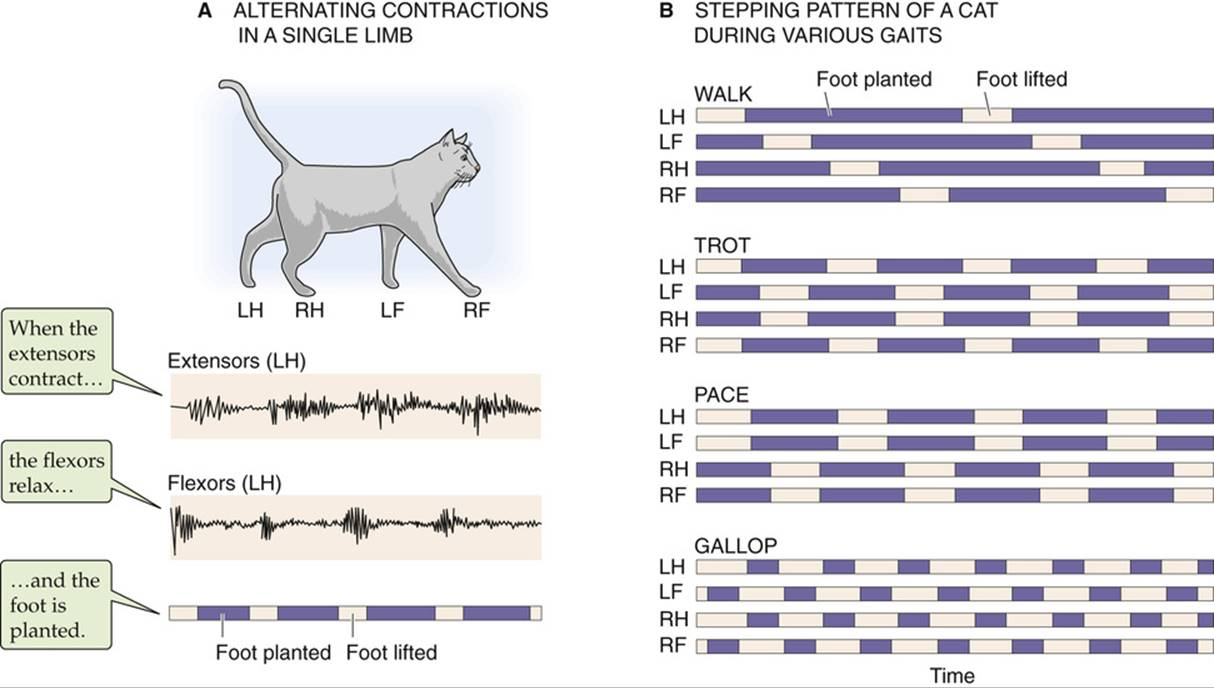 A ALTERNATING CONTRACTIONS
IN A SINGLE LIMB
LH RH LF RF
When the
extensors
contract…
Extensors (LH)
the flexors
relax…
Flexors (LH)
…and the
foot is
planted.
Foot planted Foot lifted
B STEPPING PATTERN OF A CAT
DURING VARIOUS GAITS
Foot planted Foot lifted
WALK
LH
LF
RH
RF
TROT
LH
LF
RH
RF
PACE
LH
LF
RH
RF
GALLOP
LH
LF
RH
RF
Time